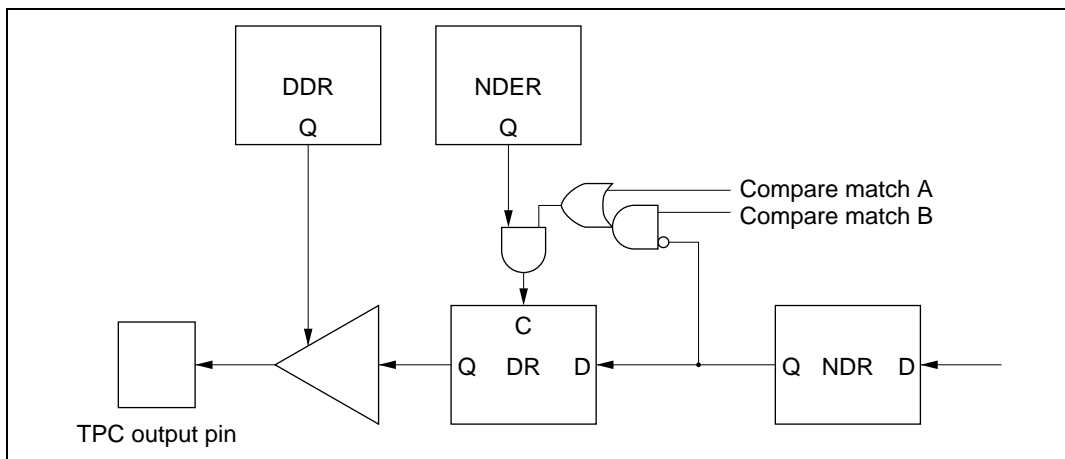 DDR
Q
NDER
Q
Compare match A
Compare match B
C
Q DR D
Q NDR D
TPC output pin